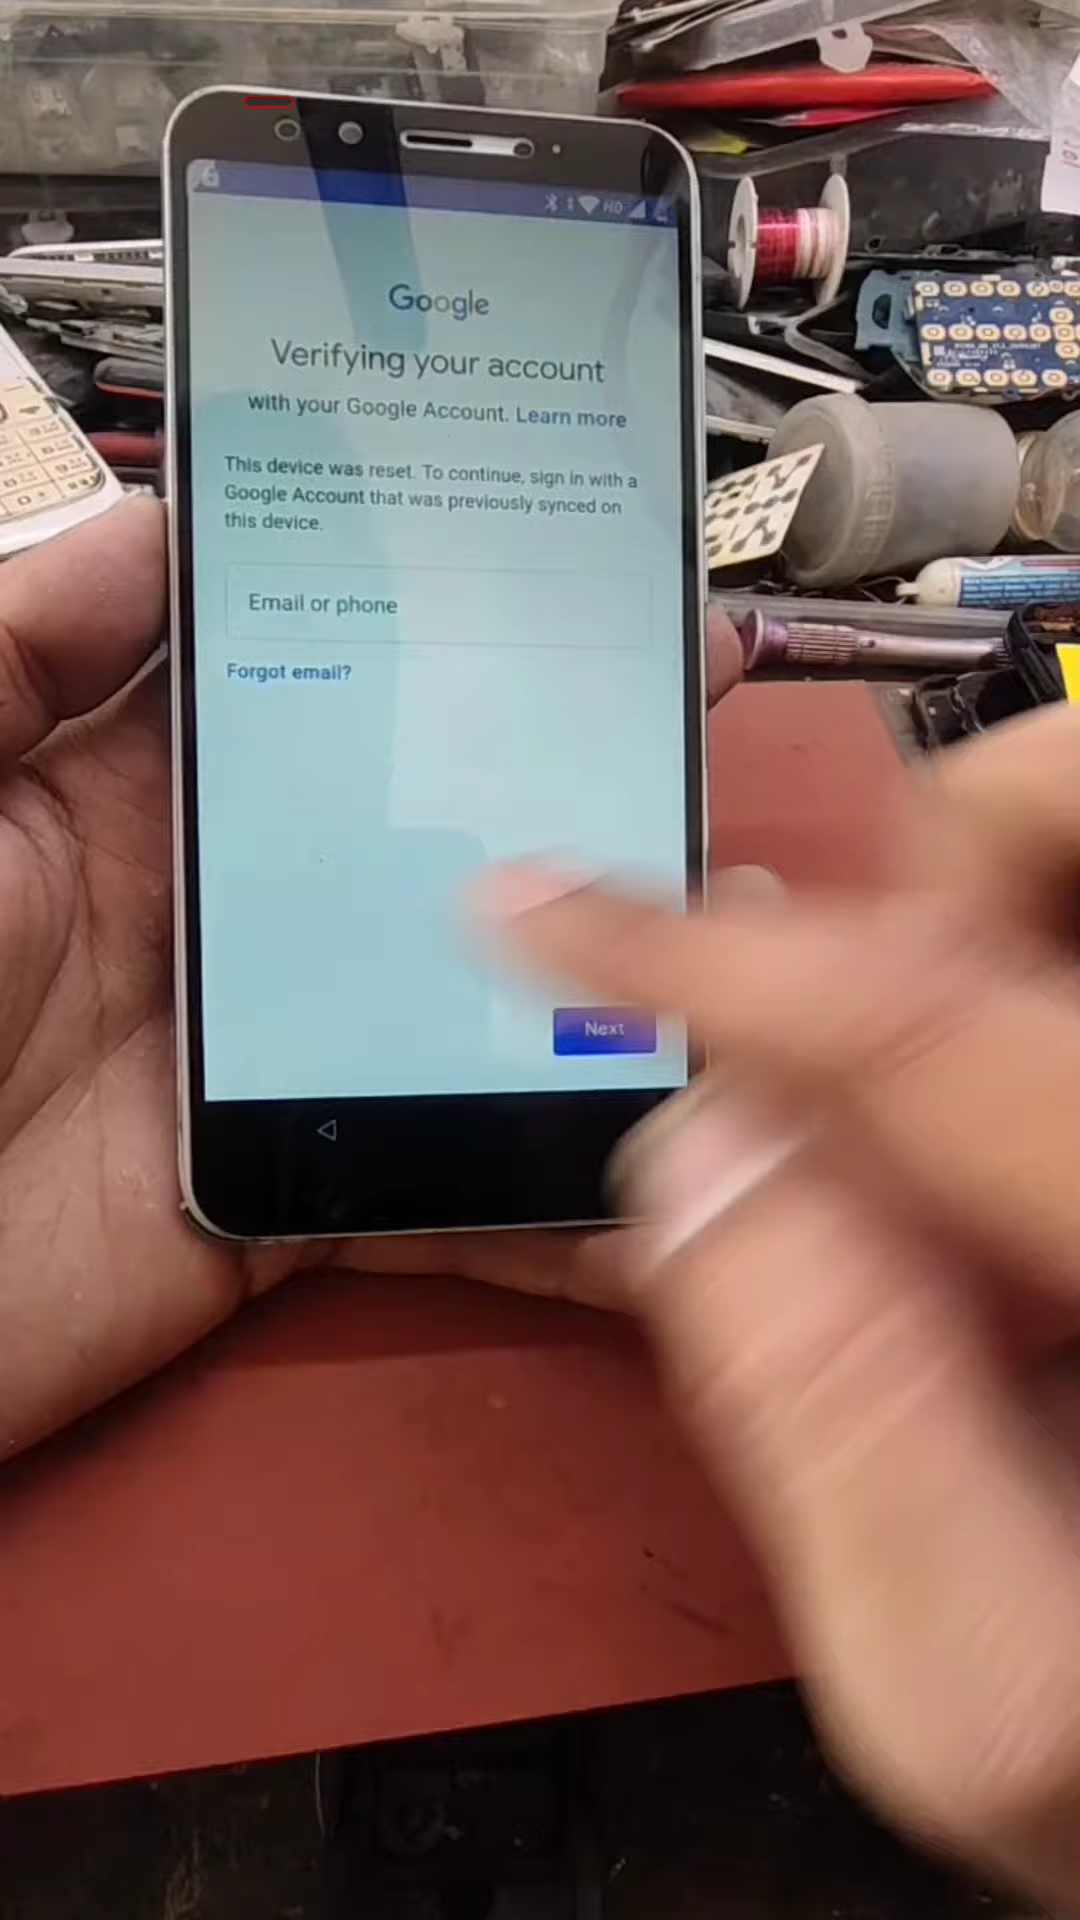 HD
Google
Verifying your account
with your Google Account. Learn more
This device was reset. To continue, sign in with a
Google Account that was previously synced on
this device.
Email or phone
Forgot email?
Next